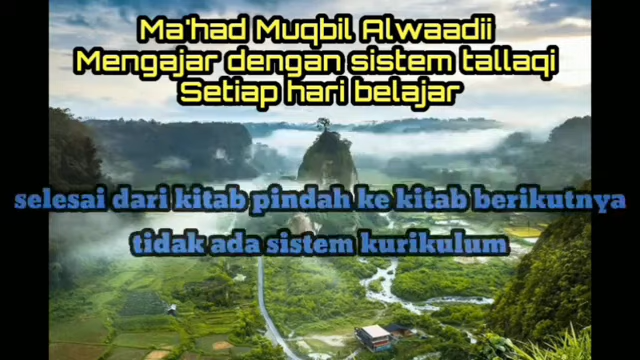 Ma'had Muqbil Alwaadii
Mengajar dengan sistem tallaqi
Setiap hari belajar
selesai dari kitab pindah ke kitab berikutnya
tidak ada sistem kurikulum